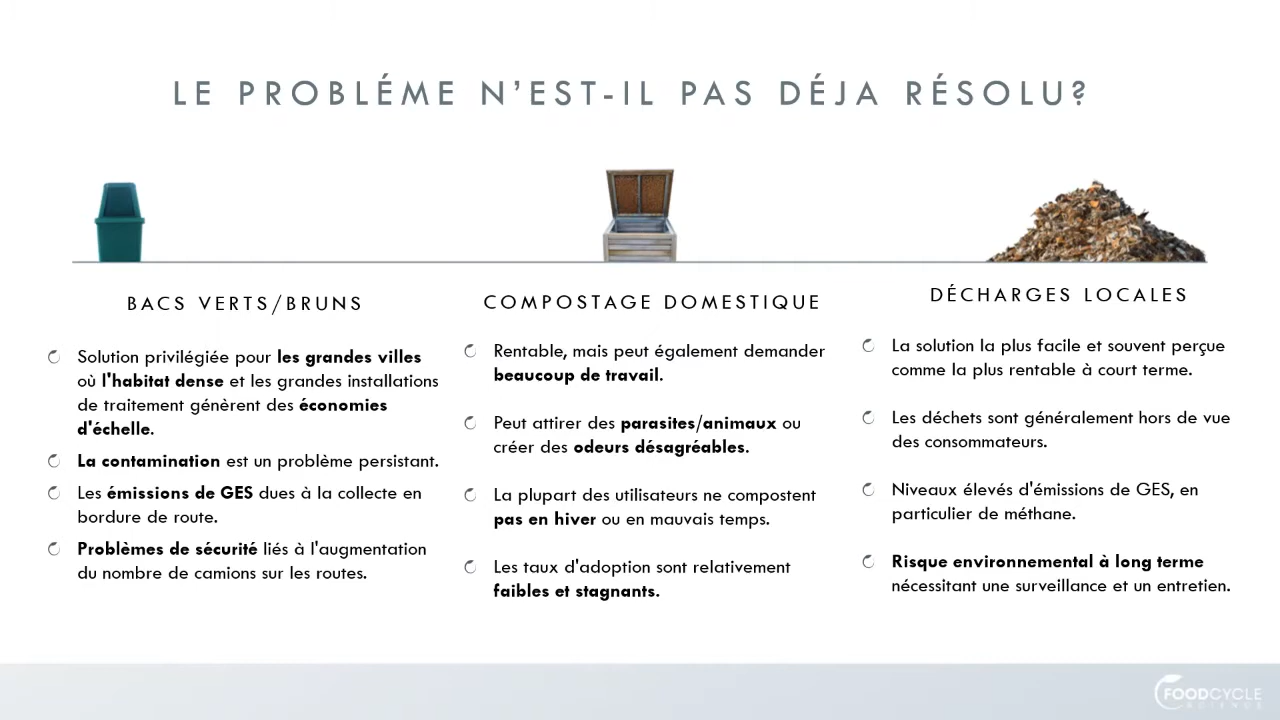 LE PROBLÉME N’EST-IL PAS DÉJA RÉSOLU?
BACS VERTS/BRUNS
Solution privilégiée pour les grandes villes
où l'habitat dense et les grandes installations
de traitement génèrent des économies
d'échelle.
La contamination est un problème persistant.
Les émissions de GES dues à la collecte en
bordure de route.
Problèmes de sécurité liés à l'augmentation
du nombre de camions sur les routes.
COMPOSTAGE DOMESTIQUE
Rentable, mais peut également demander
beaucoup de travail.
Peut attirer des parasites/animaux ou
créer des odeurs désagréables.
La plupart des utilisateurs ne compostent
pas en hiver ou en mauvais temps.
Les taux d'adoption sont relativement
faibles et stagnants.
DÉCHARGES LOCALES
La solution la plus facile et souvent perçue
comme la plus rentable à court terme.
Les déchets sont généralement hors de vue
des consommateurs.
Niveaux élevés d'émissions de GES, en
particulier de méthane.
Risque environnemental à long terme
nécessitant une surveillance et un entretien.
FOODCYCLE
SCIENCE